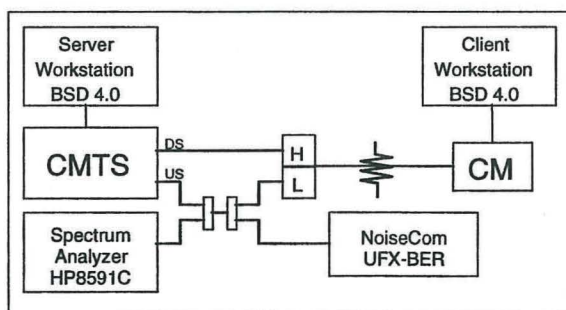 Server
Workstation
BSD 4.0
Client
Workstation
BSD 4.0
CMTS
DS
US
H
L
CM
Spectrum
Analyzer
HP8591C
NoiseCom
UFX-BER